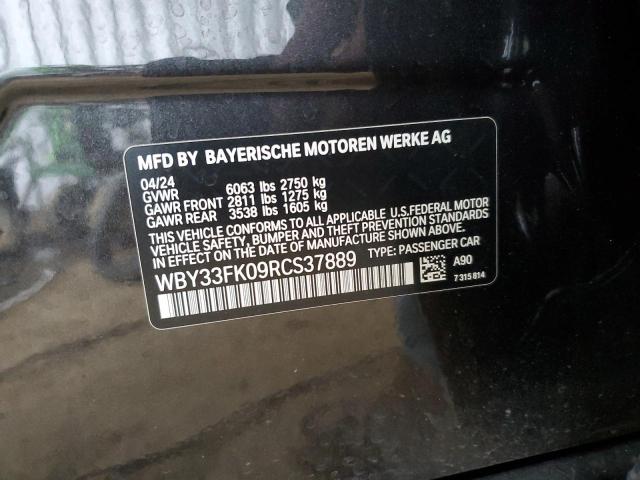 MFD BY BAYERISCHE MOTOREN WERKE AG
04/24
GVWR 6063 lbs 2750 kg
GAWR FRONT 2811 lbs 1275 kg
GAWR REAR 3538 lbs 1605 kg
THIS VEHICLE CONFORMS TO ALL APPLICABLE U.S.FEDERAL MOTOR
VEHICLE SAFETY, BUMPER AND THEFT PREVENTION STANDARDS
IN EFFECT ON THE DATE OF MANUFACTURE SHOWN ABOVE.
WBY33FK09RCS37889 TYPE: PASSENGER CAR
A90
7 315 814